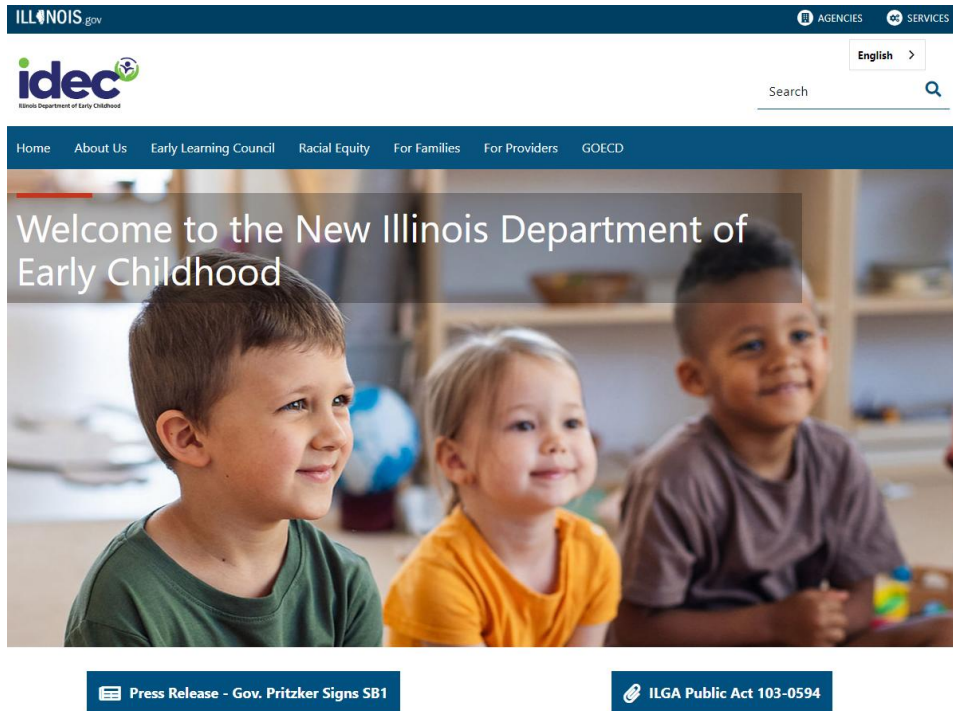 ILLINOIS.gov
AGENCIES SERVICES
English
idec
Illinois Department of Early Childhood
Search
Home About Us Early Learning Council Racial Equity For Families For Providers GOECD
Welcome to the New Illinois Department of
Early Childhood
Press Release - Gov. Pritzker Signs SB1
ILGA Public Act 103-0594